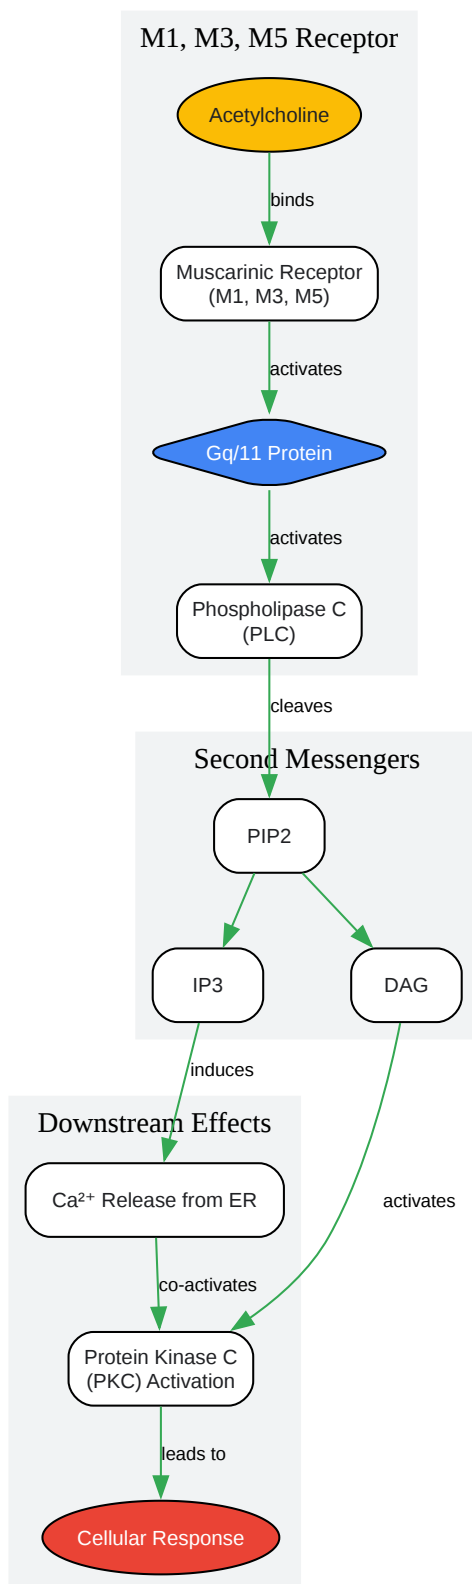 M1, M3, M5 Receptor
Acetylcholine
binds
Muscarinic Receptor
(M1, M3, M5)
activates
Gq/11 Protein
activates
Phospholipase C
(PLC)
cleaves
Second Messengers
PIP2
IP3
DAG
induces
Downstream Effects
Ca²⁺ Release from ER
activates
co-activates
Protein Kinase C
(PKC) Activation
leads to
Cellular Response